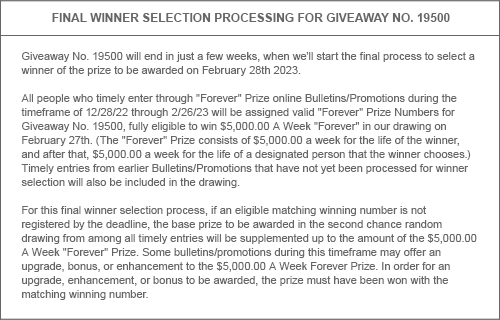 FINAL WINNER SELECTION PROCESSING FOR GIVEAWAY NO. 19500
Giveaway No. 19500 will end in just a few weeks, when we'll start the final process to select a
winner of the prize to be awarded on February 28th 2023.
All people who timely enter through "Forever" Prize online Bulletins/Promotions during the
timeframe of 12/28/22 through 2/26/23 will be assigned valid "Forever" Prize Numbers for
Giveaway No. 19500, fully eligible to win $5,000.00 A Week "Forever" in our drawing on
February 27th. (The "Forever" Prize consists of $5,000.00 a week for the life of the winner,
and after that, $5,000.00 a week for the life of a designated person that the winner chooses.)
Timely entries from earlier Bulletins/Promotions that have not yet been processed for winner
selection will also be included in the drawing.
For this final winner selection process, if an eligible matching winning number is not
registered by the deadline, the base prize to be awarded in the second chance random
drawing from among all timely entries will be supplemented up to the amount of the $5,000.00
A Week "Forever" Prize. Some bulletins/promotions during this timeframe may offer an
upgrade, bonus, or enhancement to the $5,000.00 A Week Forever Prize. In order for an
upgrade, enhancement, or bonus to be awarded, the prize must have been won with the
matching winning number.